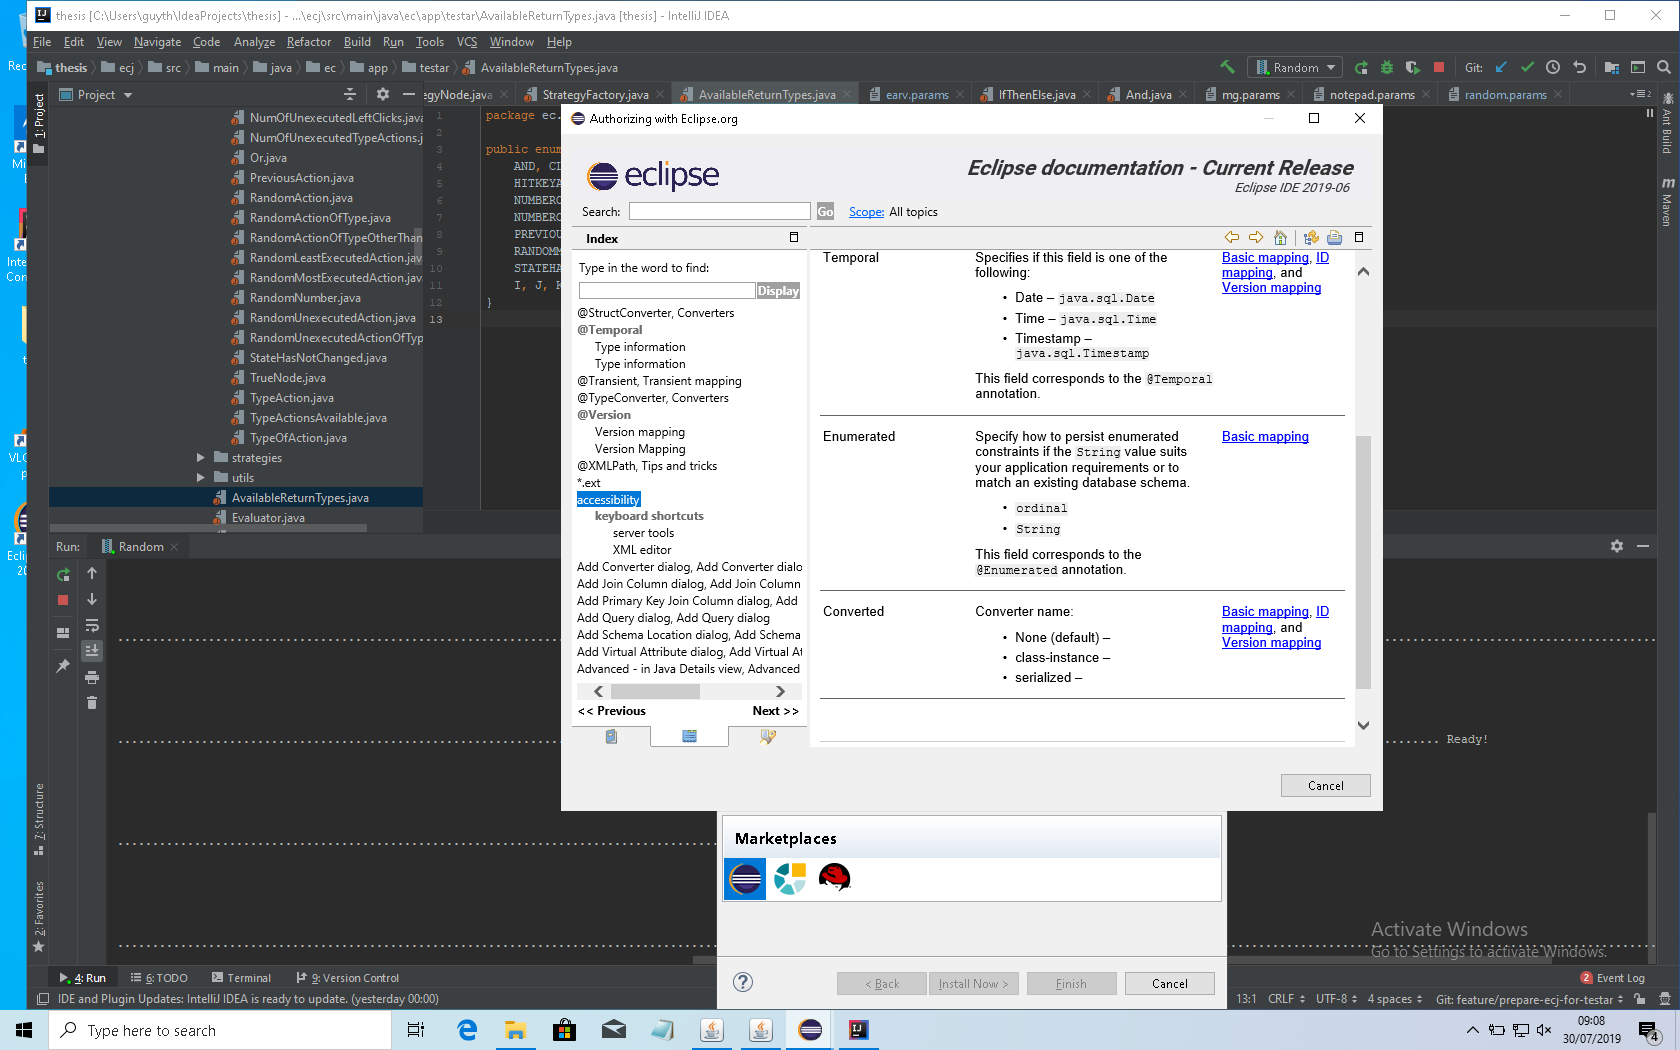 thesis [C:\Users\guyth\IdeaProjects\thesis] - ...\ecj\src\main\java\ec\app\testar\AvailableReturnTypes.java [thesis] - IntelliJ IDEA
File Edit View Navigate Code Analyze Refactor Build Run Tools VCS Window Help
thesis ecj src main java ec app testar AvailableReturnTypes.java
Random Git:
1: Project
Project
NumOfUnexecutedLeftClicks.java
NumOfUnexecutedTypeActions.j
Or.java
PreviousAction.java
RandomAction.java
RandomActionOfType.java
RandomActionOfTypeOtherThan
RandomLeastExecutedAction.jav
RandomMostExecutedAction.jav
RandomNumber.java
RandomUnexecutedAction.java
RandomUnexecutedActionOfTyp
StateHasNotChanged.java
TrueNode.java
TypeAction.java
TypeActionsAvailable.java
TypeOfAction.java
strategies
utils
AvailableReturnTypes.java
Evaluator.java
egyNode.java StrategyFactory.java AvailableReturnTypes.java earv.params IfThenElse.java And.java mg.params notepad.params random.params
1 package ec.
2
3 public enum
4 AND, CL
5 HITKEYA
6 NUMBERO
7 NUMBERO
8 PREVIOU
9 RANDOMM
10 STATEHA
11 I, J, K
12 }
13
Ant Build
Maven
Authorizing with Eclipse.org
eclipse
Eclipse documentation - Current Release
Eclipse IDE 2019-06
Search: Go Scope: All topics
Index
Type in the word to find:
Display
@StructConverter, Converters
@Temporal
Type information
Type information
@Transient, Transient mapping
@TypeConverter, Converters
@Version
Version mapping
Version Mapping
@XMLPath, Tips and tricks
*.ext
accessibility
keyboard shortcuts
server tools
XML editor
Add Converter dialog, Add Converter dialo
Add Join Column dialog, Add Join Column
Add Primary Key Join Column dialog, Add
Add Query dialog, Add Query dialog
Add Schema Location dialog, Add Schema
Add Virtual Attribute dialog, Add Virtual At
Advanced - in Java Details view, Advanced
<< Previous Next >>
Temporal
Specifies if this field is one of the
following:
• Date – java.sql.Date
• Time – java.sql.Time
• Timestamp –
java.sql.Timestamp
This field corresponds to the @Temporal
annotation.
Basic mapping, ID
mapping, and
Version mapping
Enumerated
Specify how to persist enumerated
constraints if the String value suits
your application requirements or to
match an existing database schema.
• ordinal
• String
This field corresponds to the
@Enumerated annotation.
Basic mapping
Converted
Converter name:
• None (default) –
• class-instance –
• serialized –
Basic mapping, ID
mapping, and
Version mapping
Cancel
Run: Random
Ready!
7: Structure
2: Favorites
Marketplaces
< Back Install Now > Finish Cancel
Activate Windows
Go to Settings to activate Windows.
4: Run 6: TODO Terminal 9: Version Control 2 Event Log
IDE and Plugin Updates: IntelliJ IDEA is ready to update. (yesterday 00:00) 13:1 CRLF UTF-8 4 spaces Git: feature/prepare-ecj-for-testar
Type here to search
09:08
30/07/2019
4